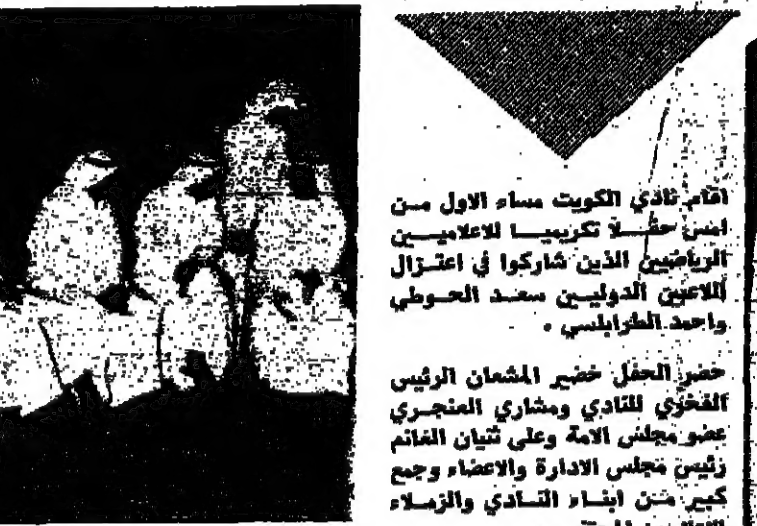 اقام نادي الكويت مساء الاول من
امس حفلا تكريميا للاعلاميين
الرياضيين الذين شاركوا في اعتزال
اللاعبين الدوليين سعد الحوطي
واحمد الطرابلسي .
حضر الحفل خضير المشعان الرئيس
الفخري للنادي ومشاري العنجري
عضو مجلس الامة وعلي ثنيان الغانم
رئيس مجلس الادارة والاعضاء وجمع
كبير من ابناء النادي والزملاء